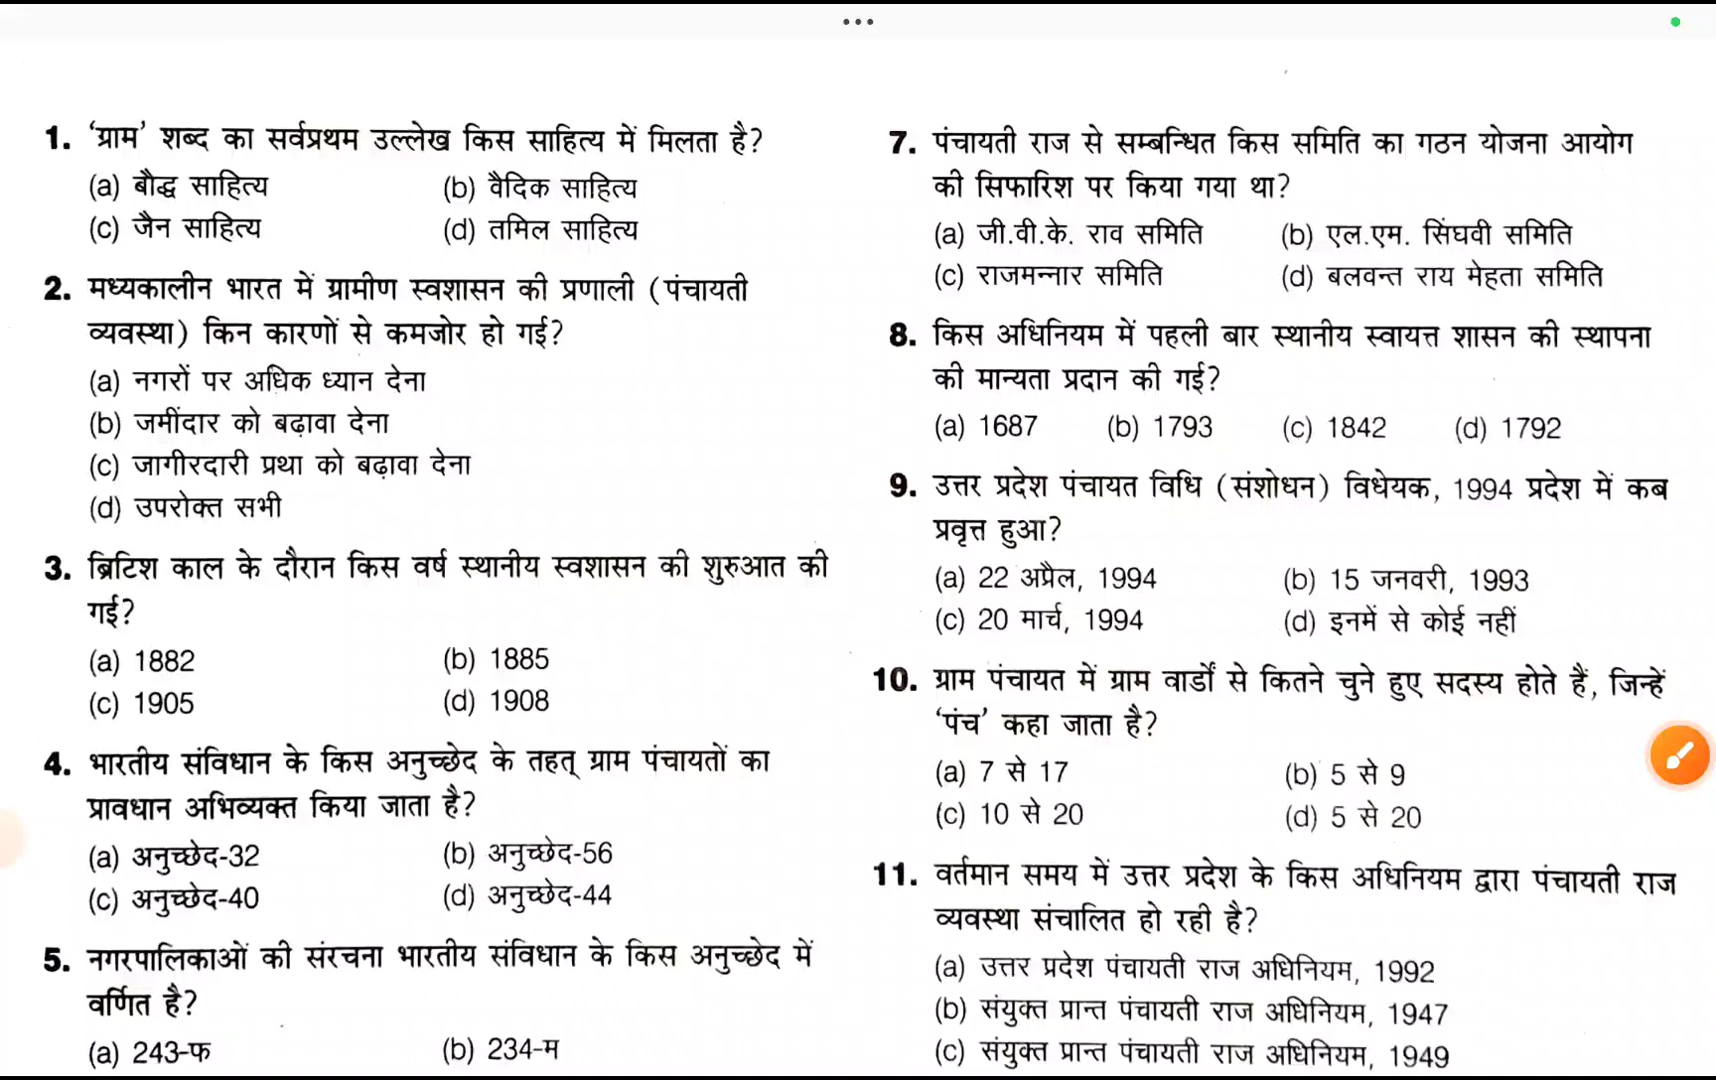 1. ‘ग्राम’ शब्द का सर्वप्रथम उल्लेख किस साहित्य में मिलता है?
(a) बौद्ध साहित्य (b) वैदिक साहित्य
(c) जैन साहित्य (d) तमिल साहित्य
2. मध्यकालीन भारत में ग्रामीण स्वशासन की प्रणाली (पंचायती
व्यवस्था) किन कारणों से कमजोर हो गई?
(a) नगरों पर अधिक ध्यान देना
(b) जमींदार को बढ़ावा देना
(c) जागीरदारी प्रथा को बढ़ावा देना
(d) उपरोक्त सभी
3. ब्रिटिश काल के दौरान किस वर्ष स्थानीय स्वशासन की शुरुआत की
गई?
(a) 1882 (b) 1885
(c) 1905 (d) 1908
4. भारतीय संविधान के किस अनुच्छेद के तहत् ग्राम पंचायतों का
प्रावधान अभिव्यक्त किया जाता है?
(a) अनुच्छेद-32 (b) अनुच्छेद-56
(c) अनुच्छेद-40 (d) अनुच्छेद-44
5. नगरपालिकाओं की संरचना भारतीय संविधान के किस अनुच्छेद में
वर्णित है?
(a) 243-फ (b) 234-म
7. पंचायती राज से सम्बन्धित किस समिति का गठन योजना आयोग
की सिफारिश पर किया गया था?
(a) जी.वी.के. राव समिति (b) एल.एम. सिंघवी समिति
(c) राजमन्नार समिति (d) बलवन्त राय मेहता समिति
8. किस अधिनियम में पहली बार स्थानीय स्वायत्त शासन की स्थापना
की मान्यता प्रदान की गई?
(a) 1687 (b) 1793 (c) 1842 (d) 1792
9. उत्तर प्रदेश पंचायत विधि (संशोधन) विधेयक, 1994 प्रदेश में कब
प्रवृत्त हुआ?
(a) 22 अप्रैल, 1994 (b) 15 जनवरी, 1993
(c) 20 मार्च, 1994 (d) इनमें से कोई नहीं
10. ग्राम पंचायत में ग्राम वार्डों से कितने चुने हुए सदस्य होते हैं, जिन्हें
‘पंच’ कहा जाता है?
(a) 7 से 17 (b) 5 से 9
(c) 10 से 20 (d) 5 से 20
11. वर्तमान समय में उत्तर प्रदेश के किस अधिनियम द्वारा पंचायती राज
व्यवस्था संचालित हो रही है?
(a) उत्तर प्रदेश पंचायती राज अधिनियम, 1992
(b) संयुक्त प्रान्त पंचायती राज अधिनियम, 1947
(c) संयुक्त प्रान्त पंचायती राज अधिनियम, 1949